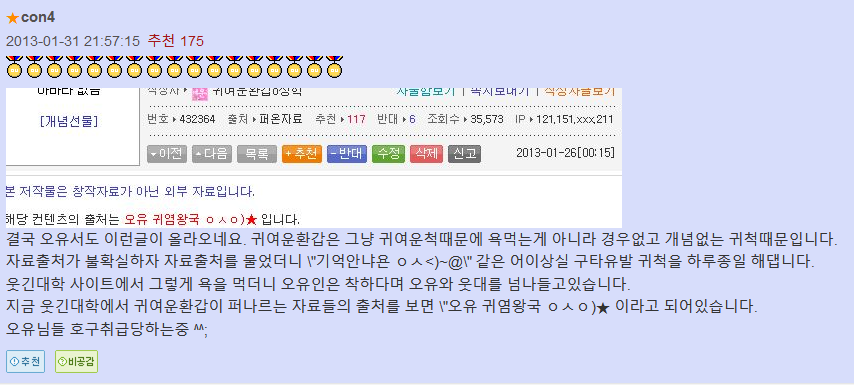 ★con4
2013-01-31 21:57:15 추천 175
아바타 없음
작성자 귀여운환갑o상혁
자물함보기 | 쪽지보내기 | 작성자글보기
[개념선물]
번호 432364 출처 퍼온자료 추천 117 반대 6 조회수 35,573 IP 121,151,xxx,211
이전 다음 목록 +추천 -반대 수정 삭제 신고 2013-01-26[00:15]
본 저작물은 창작자료가 아닌 외부 자료입니다.
해당 컨텐츠의 출처는 오유 귀염왕국 ㅇㅅㅇ)★ 입니다.
결국 오유서도 이런글이 올라오네요. 귀여운환갑은 그냥 귀여운척때문에 욕먹는게 아니라 경우없고 개념없는 귀척때문입니다.
자료출처가 불확실하자 자료출처를 물었더니 \"기억안냐욘 ㅇㅅ<)~@\" 같은 어이상실 구타유발 귀척을 하루종일 해댑니다.
웃긴대학 사이트에서 그렇게 욕을 먹더니 오유인은 착하다며 오유와 웃대를 넘나들고있습니다.
지금 웃긴대학에서 귀여운환갑이 퍼나르는 자료들의 출처를 보면 \"오유 귀염왕국 ㅇㅅㅇ)★ 이라고 되어있습니다.
오유님들 호구취급당하는중 ^^;
추천 비공감